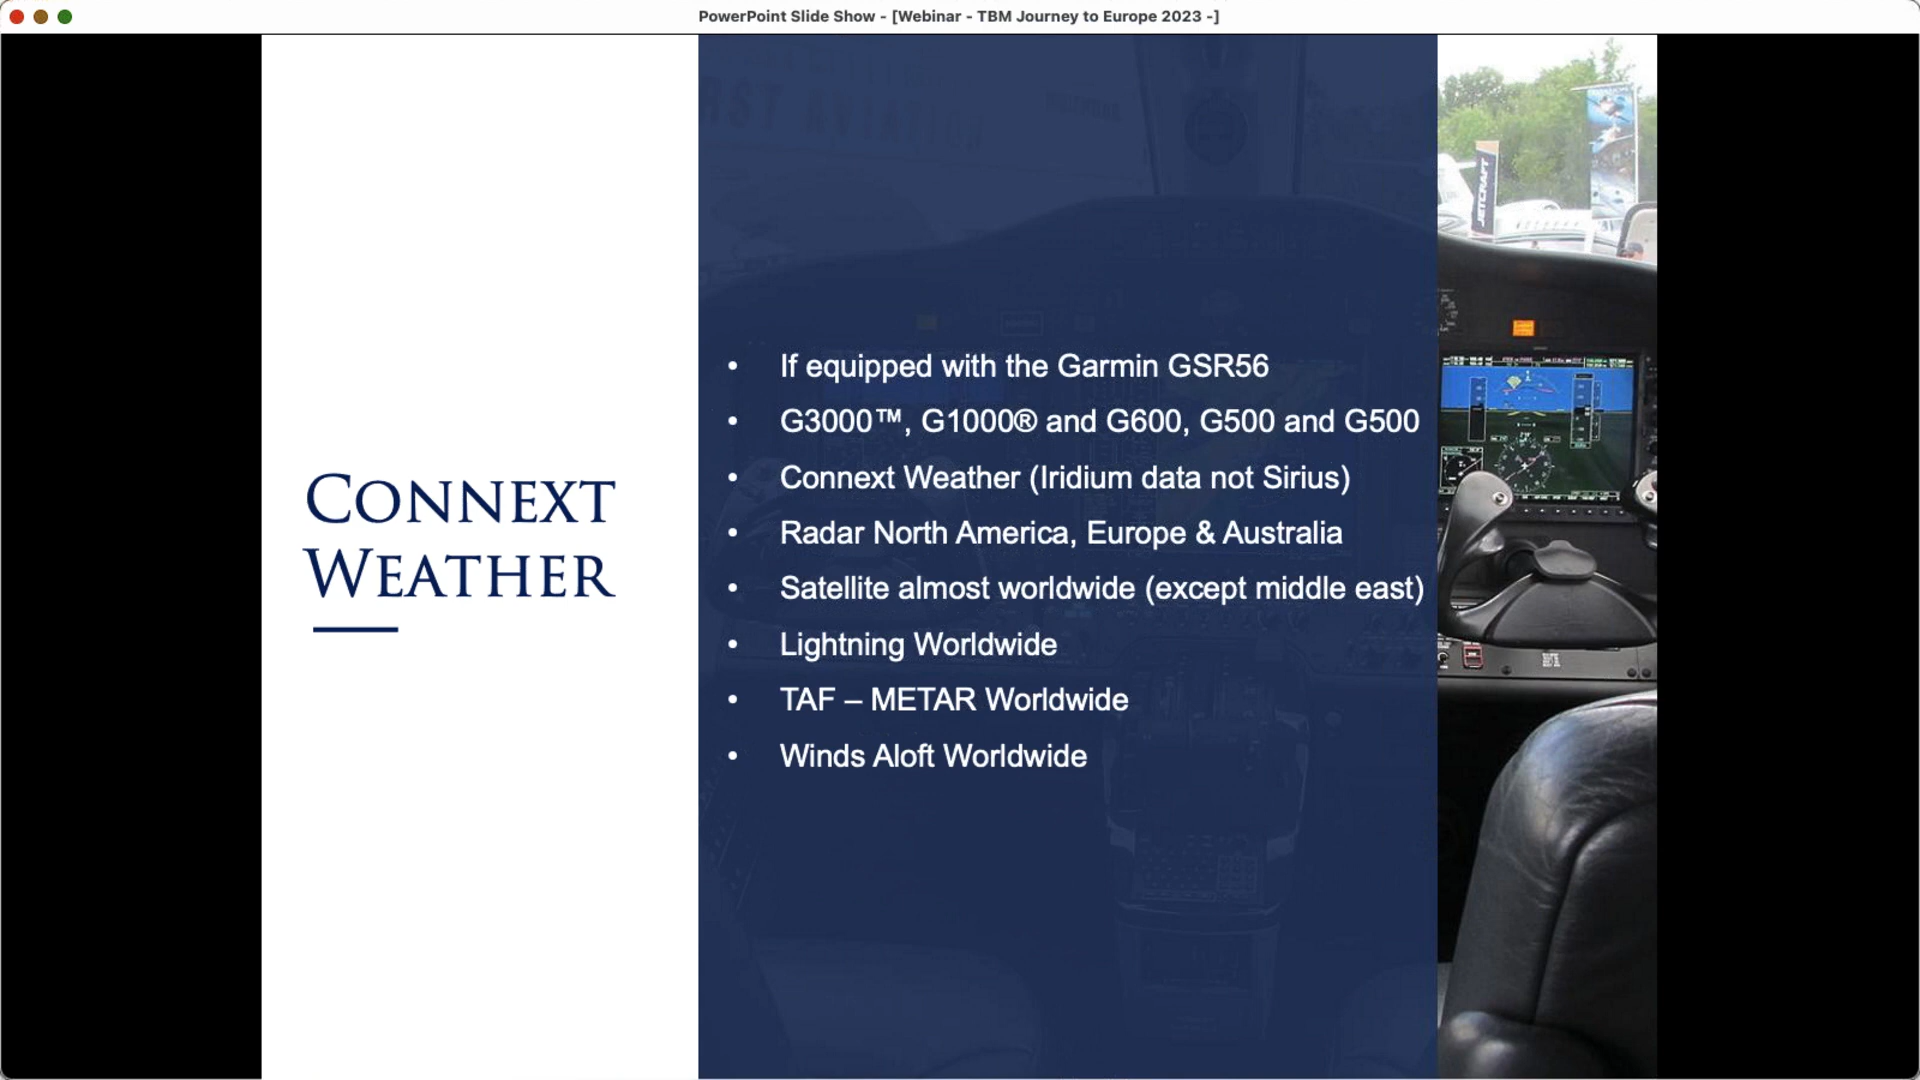 PowerPoint Slide Show - [Webinar - TBM Journey to Europe 2023 -]
CONNEXT
WEATHER
• If equipped with the Garmin GSR56
• G3000™, G1000® and G600, G500 and G500
• Connext Weather (Iridium data not Sirius)
• Radar North America, Europe & Australia
• Satellite almost worldwide (except middle east)
• Lightning Worldwide
• TAF – METAR Worldwide
• Winds Aloft Worldwide
JETCRAFT